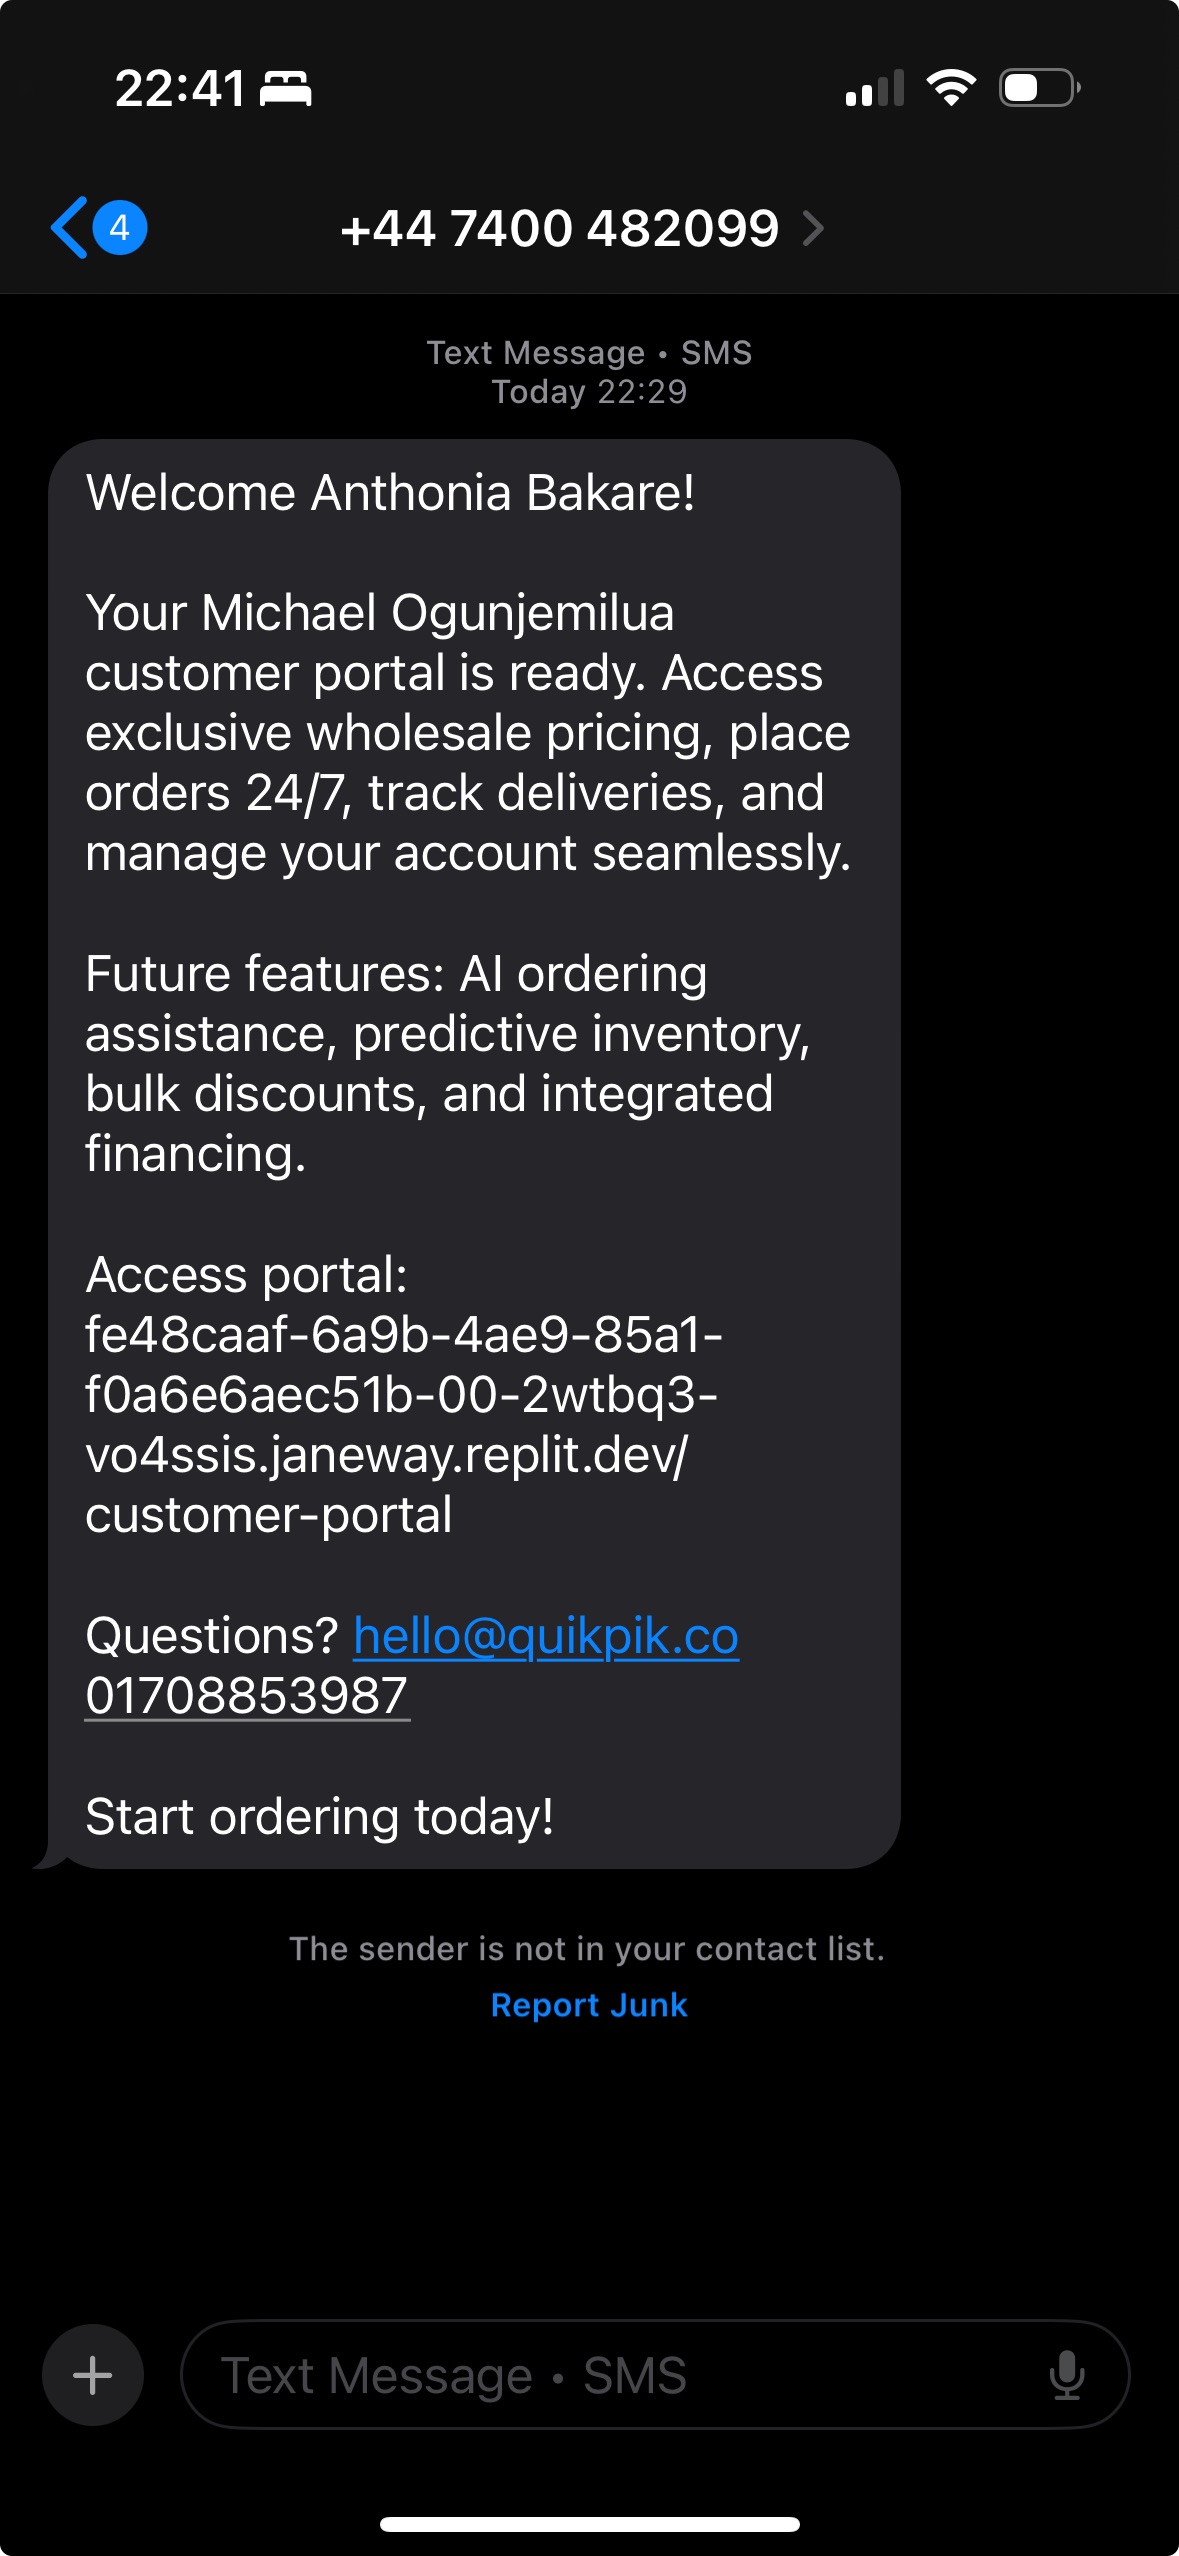 22:41
4
+44 7400 482099
Text Message • SMS
Today 22:29
Welcome Anthonia Bakare!
Your Michael Ogunjemilua
customer portal is ready. Access
exclusive wholesale pricing, place
orders 24/7, track deliveries, and
manage your account seamlessly.
Future features: AI ordering
assistance, predictive inventory,
bulk discounts, and integrated
financing.
Access portal:
fe48caaf-6a9b-4ae9-85a1-
f0a6e6aec51b-00-2wtbq3-
vo4ssis.janeway.replit.dev/
customer-portal
Questions? hello@quikpik.co
01708853987
Start ordering today!
The sender is not in your contact list.
Report Junk
Text Message • SMS